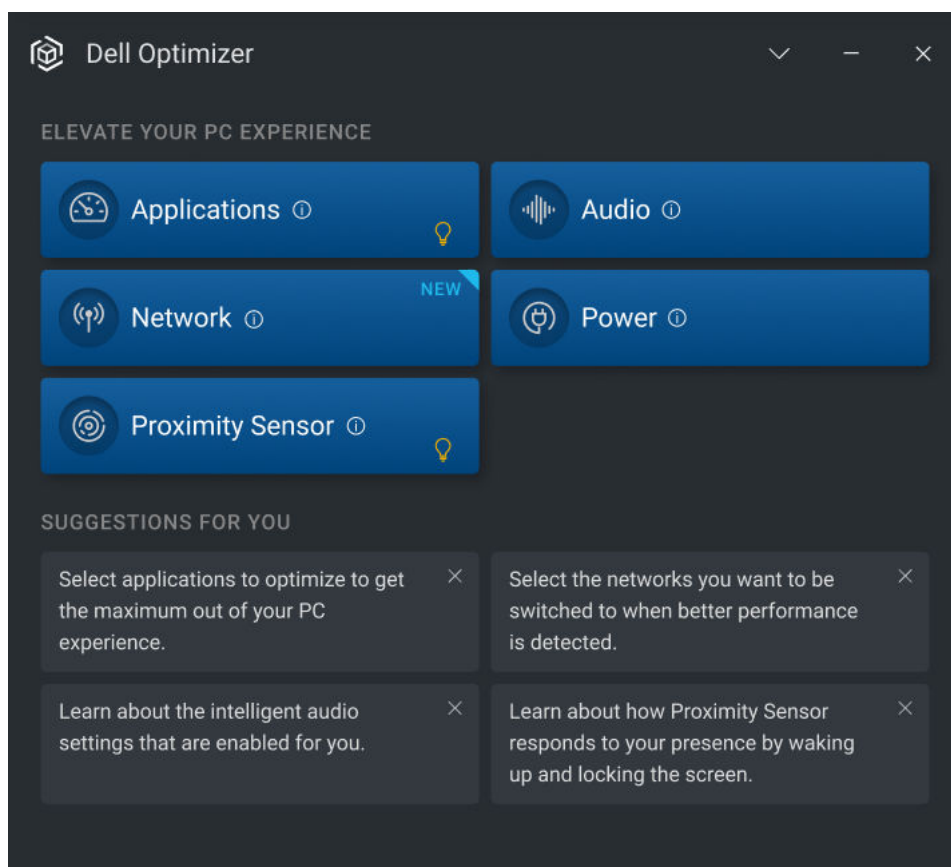 Dell Optimizer
ELEVATE YOUR PC EXPERIENCE
Applications
Audio
Network
NEW
Power
Proximity Sensor
SUGGESTIONS FOR YOU
Select applications to optimize to get
the maximum out of your PC
experience.
Select the networks you want to be
switched to when better performance
is detected.
Learn about the intelligent audio
settings that are enabled for you.
Learn about how Proximity Sensor
responds to your presence by waking
up and locking the screen.